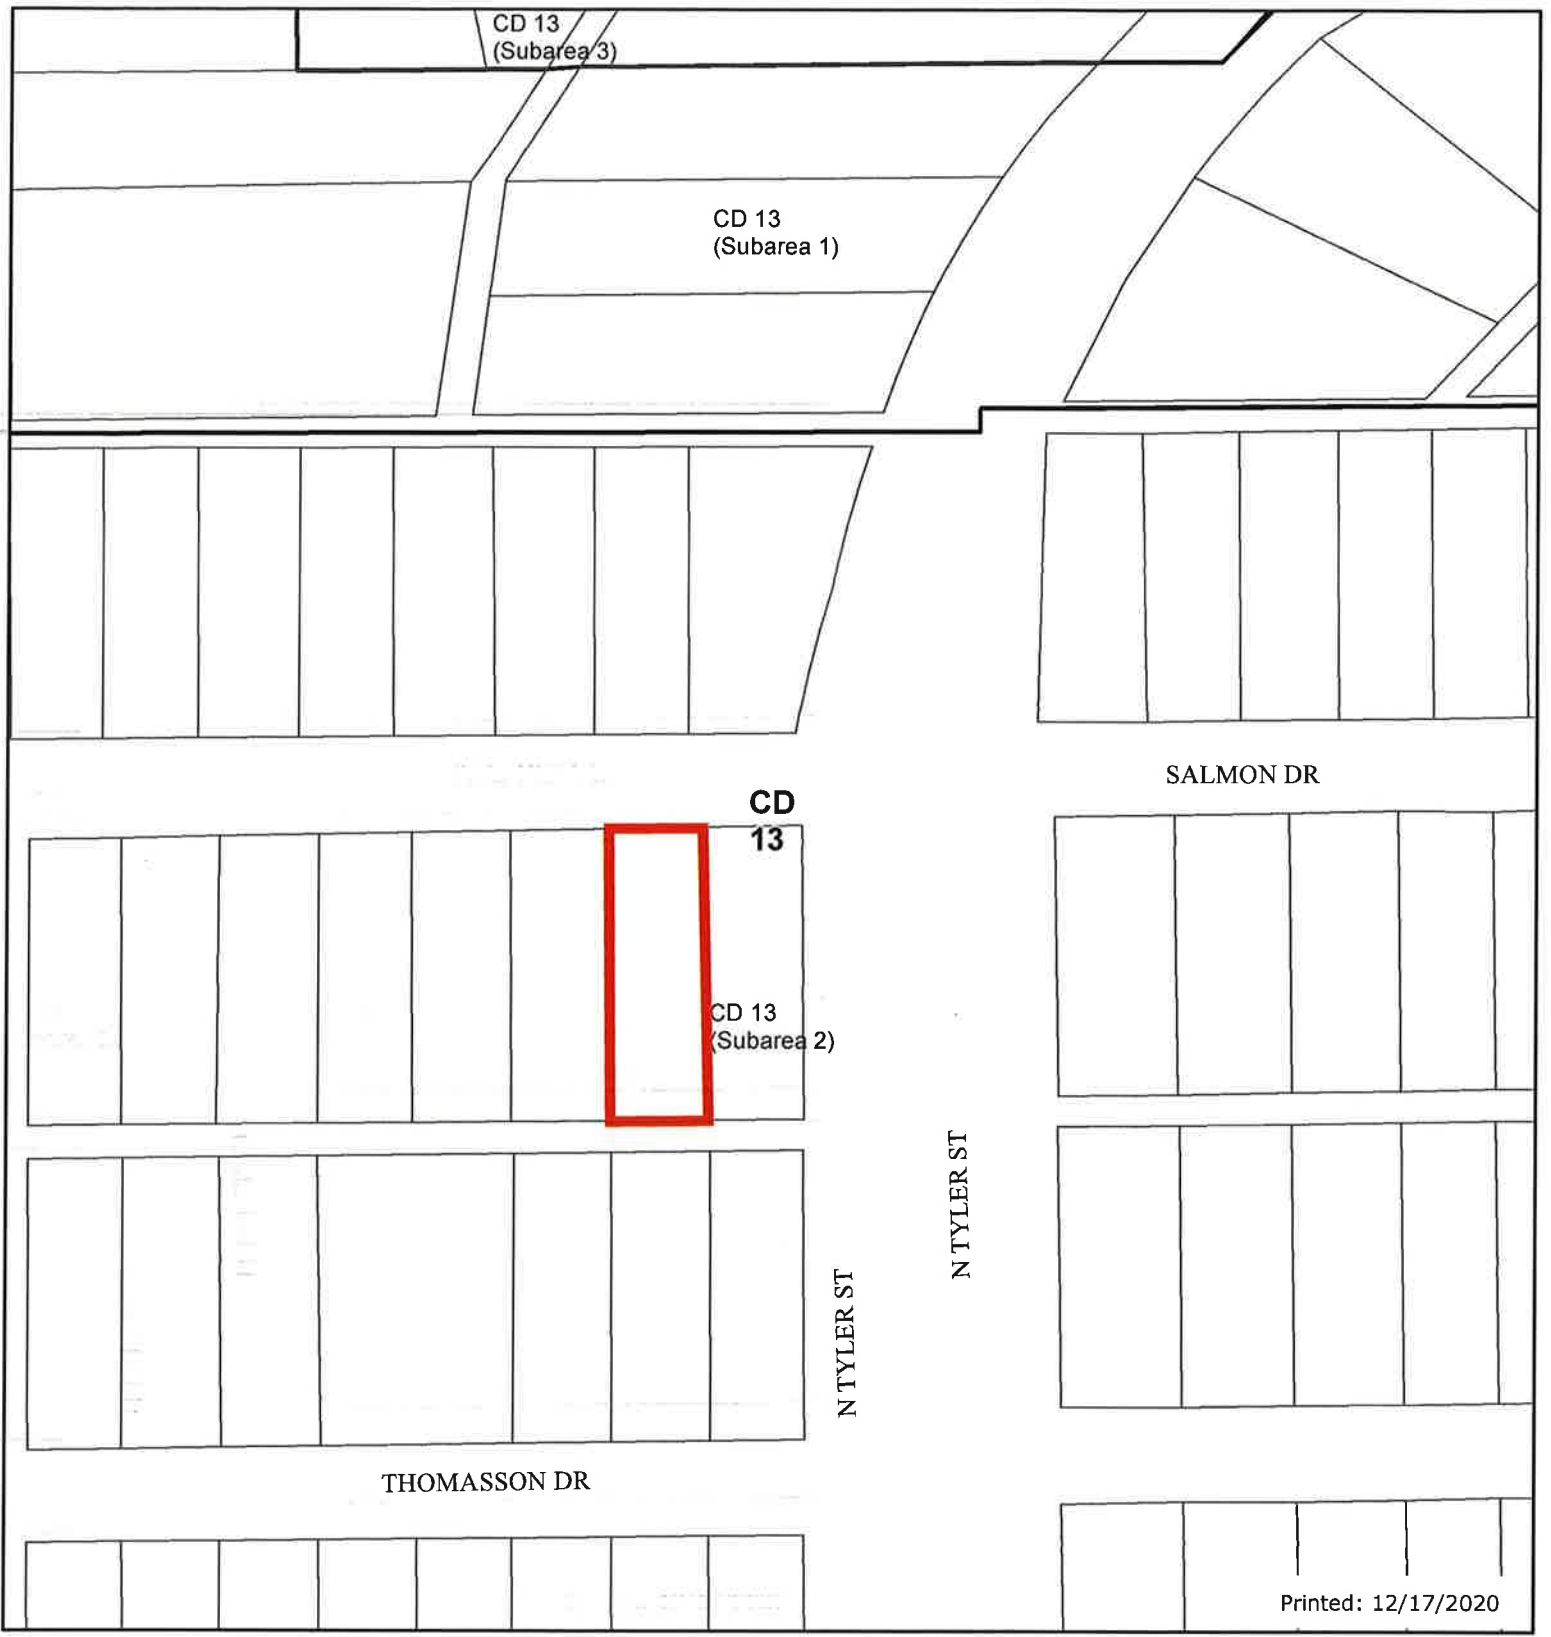 CD 13
(Subarea 3)
CD 13
(Subarea 1)
SALMON DR
CD
13
CD 13
(Subarea 2)
N TYLER ST
N TYLER ST
THOMASSON DR
Printed: 12/17/2020